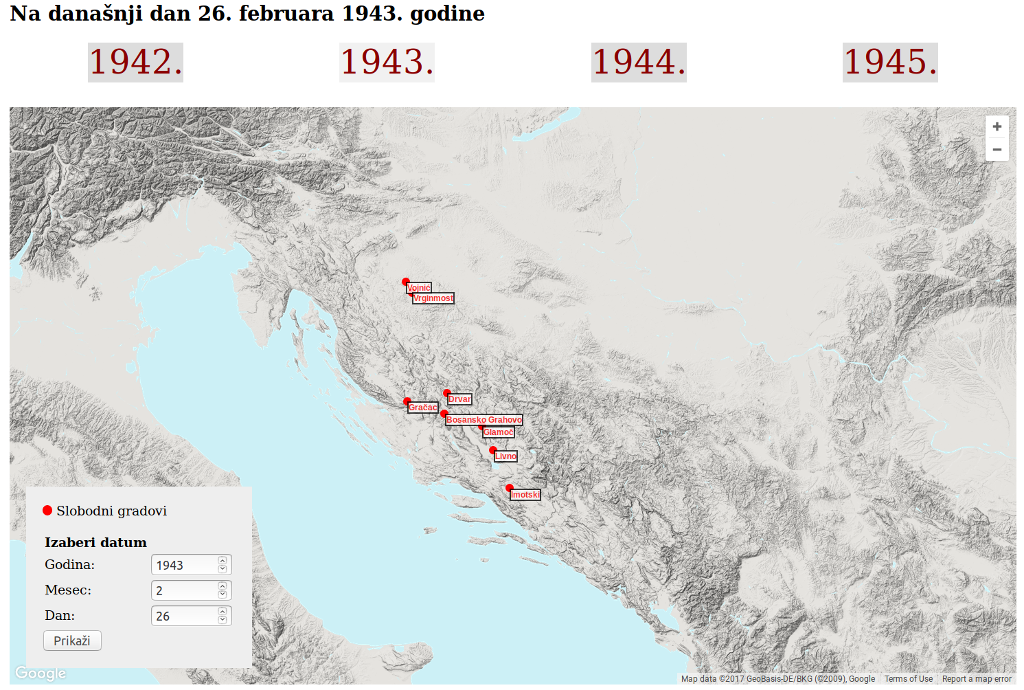 Na današnji dan 26. februara 1943. godine
1942. 1943. 1944. 1945.
+
−
Vojnić
Vrginmost
Drvar
Gračac
Bosansko Grahovo
Glamoč
Livno
Imotski
Slobodni gradovi
Izaberi datum
Godina: 1943
Mesec: 2
Dan: 26
Prikaži
Google
Map data ©2017 GeoBasis-DE/BKG (©2009), Google Terms of Use Report a map error